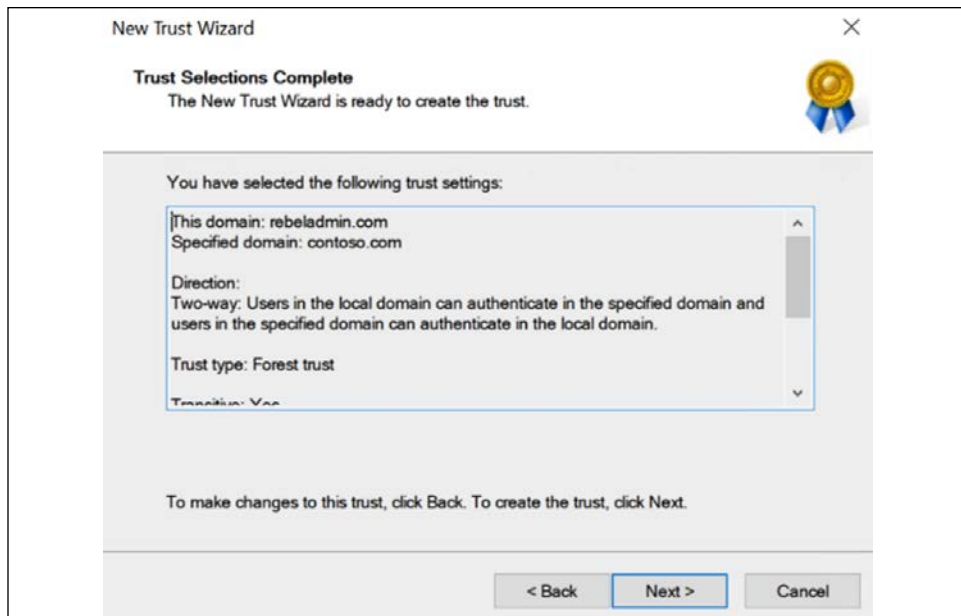 New Trust Wizard
Trust Selections Complete
The New Trust Wizard is ready to create the trust.
You have selected the following trust settings:
This domain: rebeladmin.com
Specified domain: contoso.com
Direction:
Two-way: Users in the local domain can authenticate in the specified domain and
users in the specified domain can authenticate in the local domain.
Trust type: Forest trust
Transitive: Yes
To make changes to this trust, click Back. To create the trust, click Next.
< Back Next > Cancel